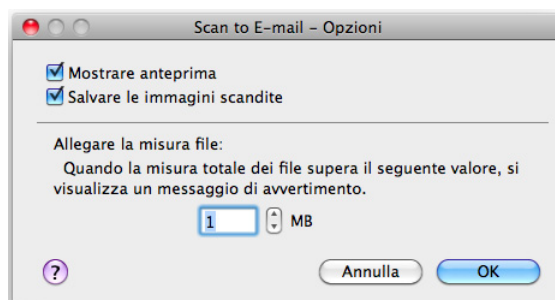 Scan to E-mail – Opzioni
Mostrare anteprima
Salvare le immagini scandite
Allegare la misura file:
Quando la misura totale dei file supera il seguente valore, si
visualizza un messaggio di avvertimento.
1 MB
? Annulla OK